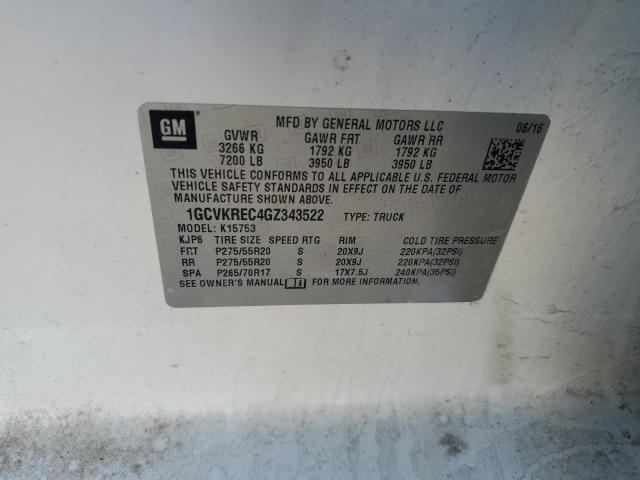 GM
MFD BY GENERAL MOTORS LLC 06/16
GVWR GAWR FRT GAWR RR
3266 KG 1792 KG 1792 KG
7200 LB 3950 LB 3950 LB
THIS VEHICLE CONFORMS TO ALL APPLICABLE U.S. FEDERAL MOTOR
VEHICLE SAFETY STANDARDS IN EFFECT ON THE DATE OF
MANUFACTURE SHOWN ABOVE.
1GCVKREC4GZ343522 TYPE: TRUCK
MODEL: K15753
KJP6 TIRE SIZE SPEED RTG RIM COLD TIRE PRESSURE
FRT P275/55R20 S 20X9J 220KPA(32PSI)
RR P275/55R20 S 20X9J 220KPA(32PSI)
SPA P265/70R17 S 17X7.5J 240KPA(35PSI)
SEE OWNER'S MANUAL FOR MORE INFORMATION.